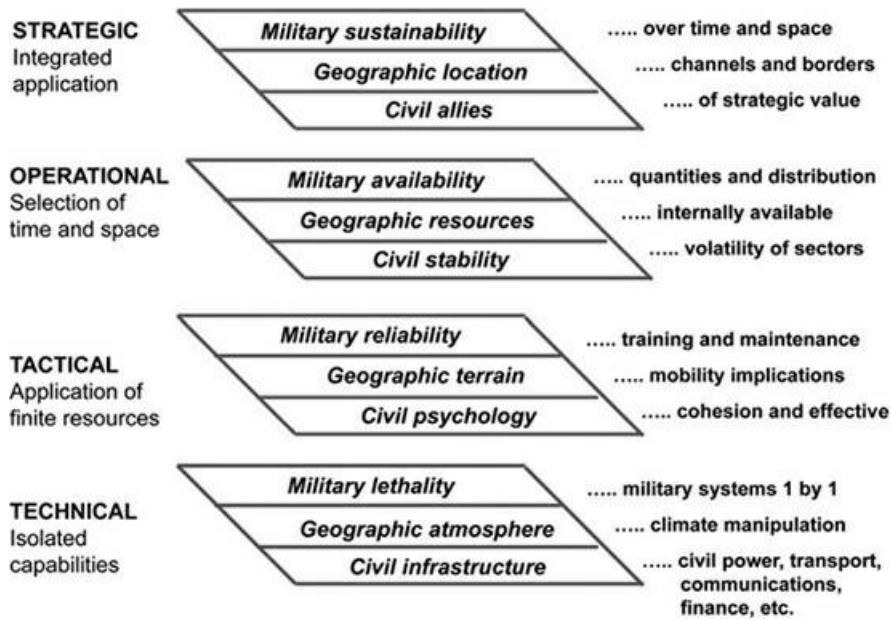 STRATEGIC
Integrated
application
Military sustainability
Geographic location
Civil allies
..... over time and space
..... channels and borders
..... of strategic value
OPERATIONAL
Selection of
time and space
Military availability
Geographic resources
Civil stability
..... quantities and distribution
..... internally available
..... volatility of sectors
TACTICAL
Application of
finite resources
Military reliability
Geographic terrain
Civil psychology
..... training and maintenance
..... mobility implications
..... cohesion and effective
TECHNICAL
Isolated
capabilities
Military lethality
Geographic atmosphere
Civil infrastructure
..... military systems 1 by 1
..... climate manipulation
..... civil power, transport,
communications,
finance, etc.